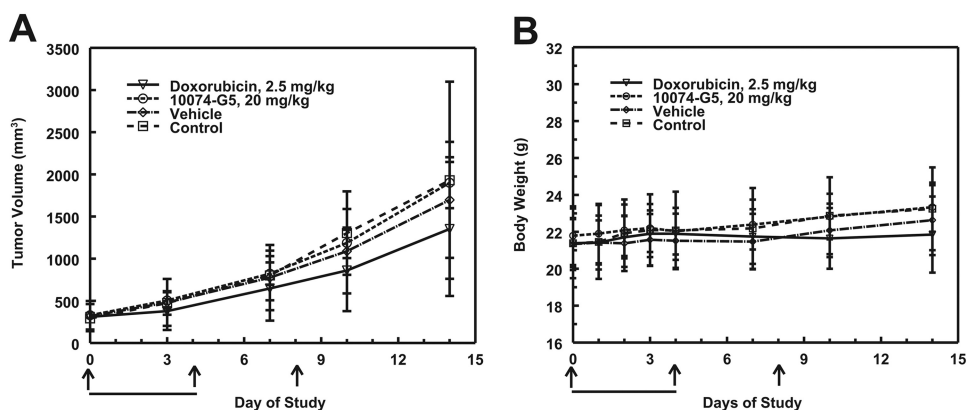 A
3500
3000
2500
2000
1500
1000
500
0
Tumor Volume (mm³)
Doxorubicin, 2.5 mg/kg
10074-G5, 20 mg/kg
Vehicle
Control
0 3 6 9 12 15
Day of Study
B
32
30
28
26
24
22
20
18
16
Body Weight (g)
Doxorubicin, 2.5 mg/kg
10074-G5, 20 mg/kg
Vehicle
Control
0 3 6 9 12 15
Days of Study